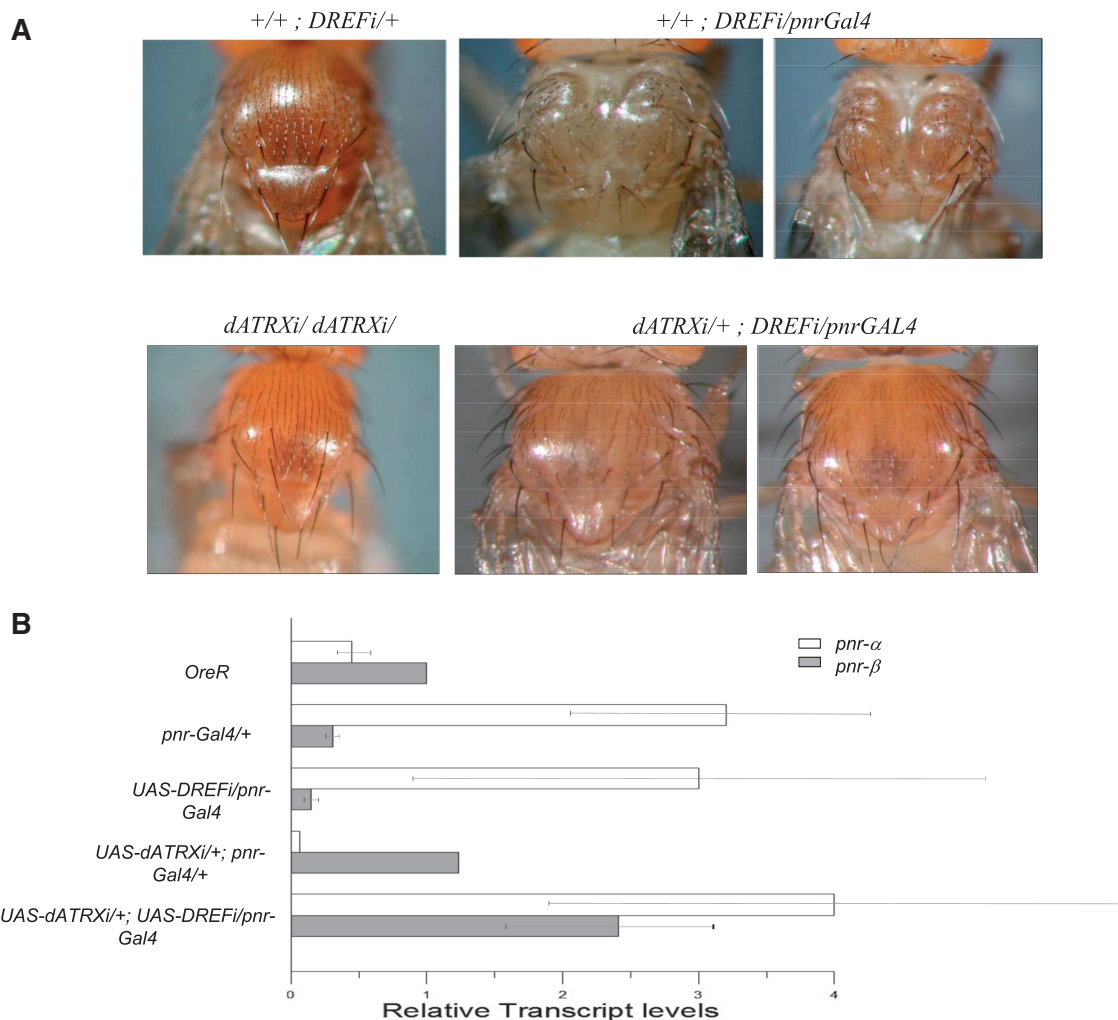 A
+/+ ; DREFi/+
+/+ ; DREFi/pnrGal4
dATRXi/ dATRXi/
dATRXi/+ ; DREFi/pnrGAL4
B
pnr-α
pnr-β
OreR
pnr-Gal4/+
UAS-DREFi/pnr-
Gal4
UAS-dATRXi/+; pnr-
Gal4/+
UAS-dATRXi/+; UAS-DREFi/pnr-
Gal4
0 1 2 3 4
Relative Transcript levels